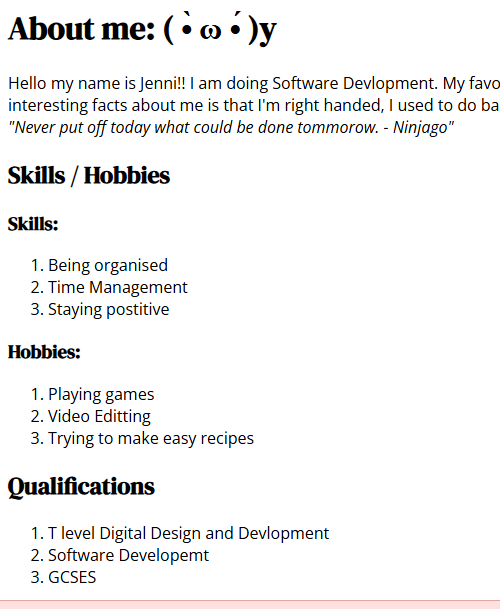 About me: ( •̀ ω •́ )y
Hello my name is Jenni!! I am doing Software Devlopment. My favo
interesting facts about me is that I'm right handed, I used to do ba
"Never put off today what could be done tommorow. - Ninjago"
Skills / Hobbies
Skills:
1. Being organised
2. Time Management
3. Staying postitive
Hobbies:
1. Playing games
2. Video Editting
3. Trying to make easy recipes
Qualifications
1. T level Digital Design and Devlopment
2. Software Developemt
3. GCSES